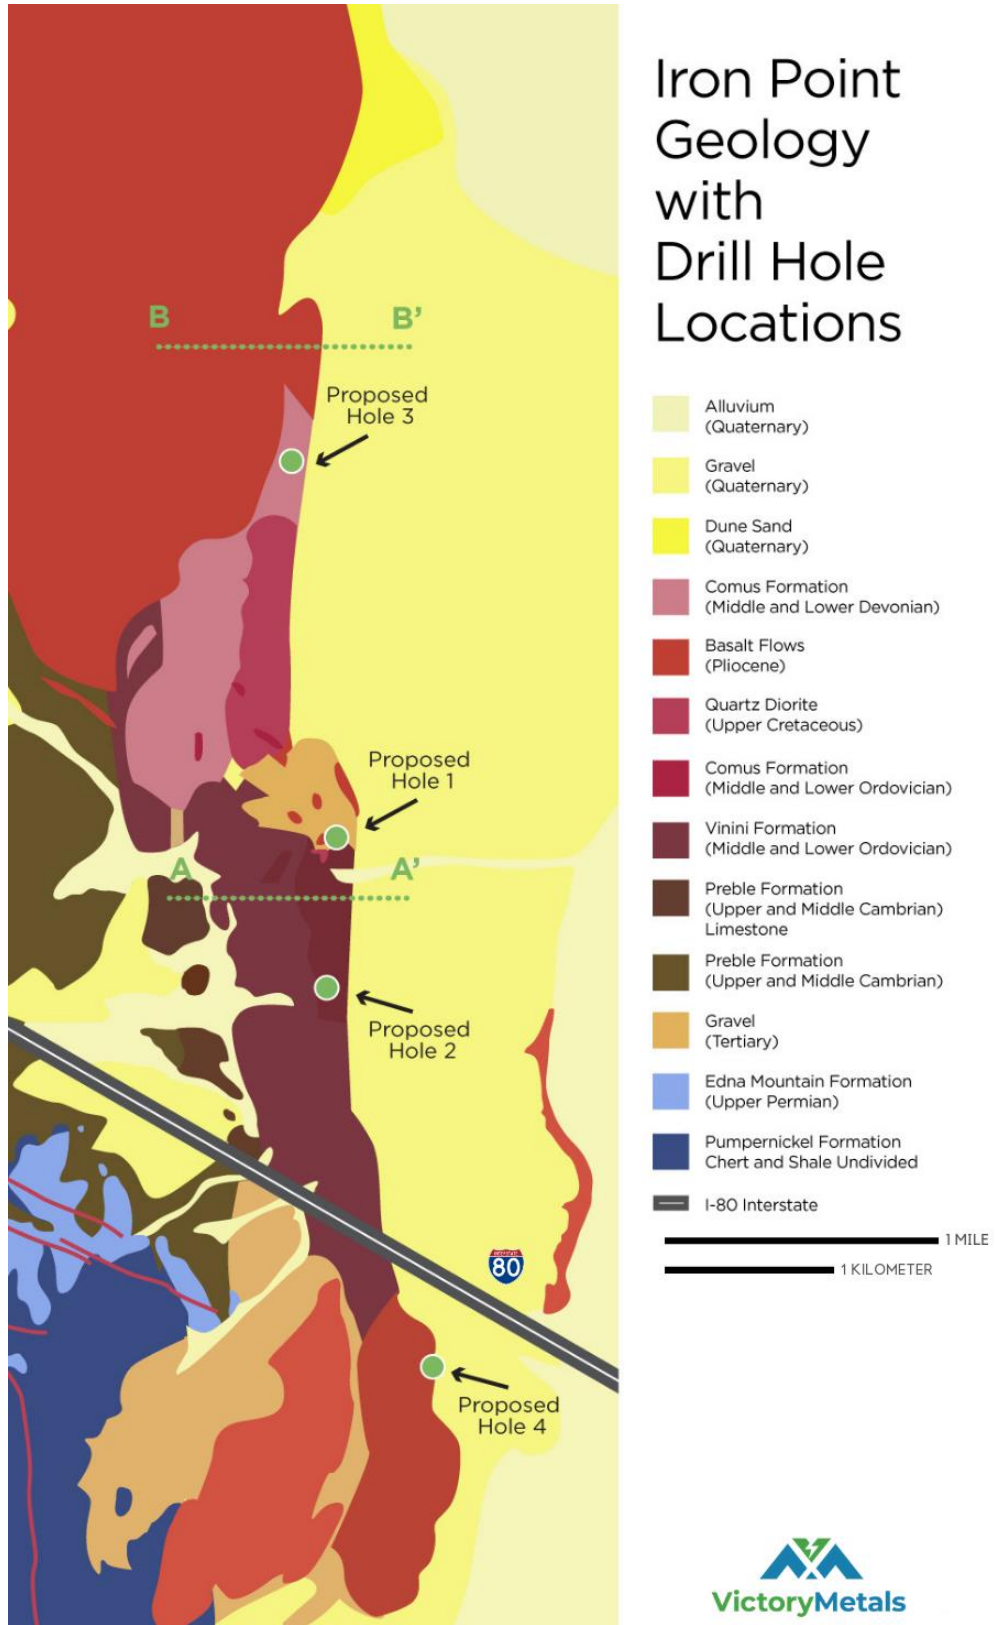 Iron Point
Geology
with
Drill Hole
Locations
B
B'
Proposed
Hole 3
Proposed
Hole 1
A
A'
Proposed
Hole 2
INTERSTATE
80
Proposed
Hole 4
Alluvium
(Quaternary)
Gravel
(Quaternary)
Dune Sand
(Quaternary)
Comus Formation
(Middle and Lower Devonian)
Basalt Flows
(Pliocene)
Quartz Diorite
(Upper Cretaceous)
Comus Formation
(Middle and Lower Ordovician)
Vinini Formation
(Middle and Lower Ordovician)
Preble Formation
(Upper and Middle Cambrian)
Limestone
Preble Formation
(Upper and Middle Cambrian)
Gravel
(Tertiary)
Edna Mountain Formation
(Upper Permian)
Pumpernickel Formation
Chert and Shale Undivided
I-80 Interstate
1 MILE
1 KILOMETER
VictoryMetals